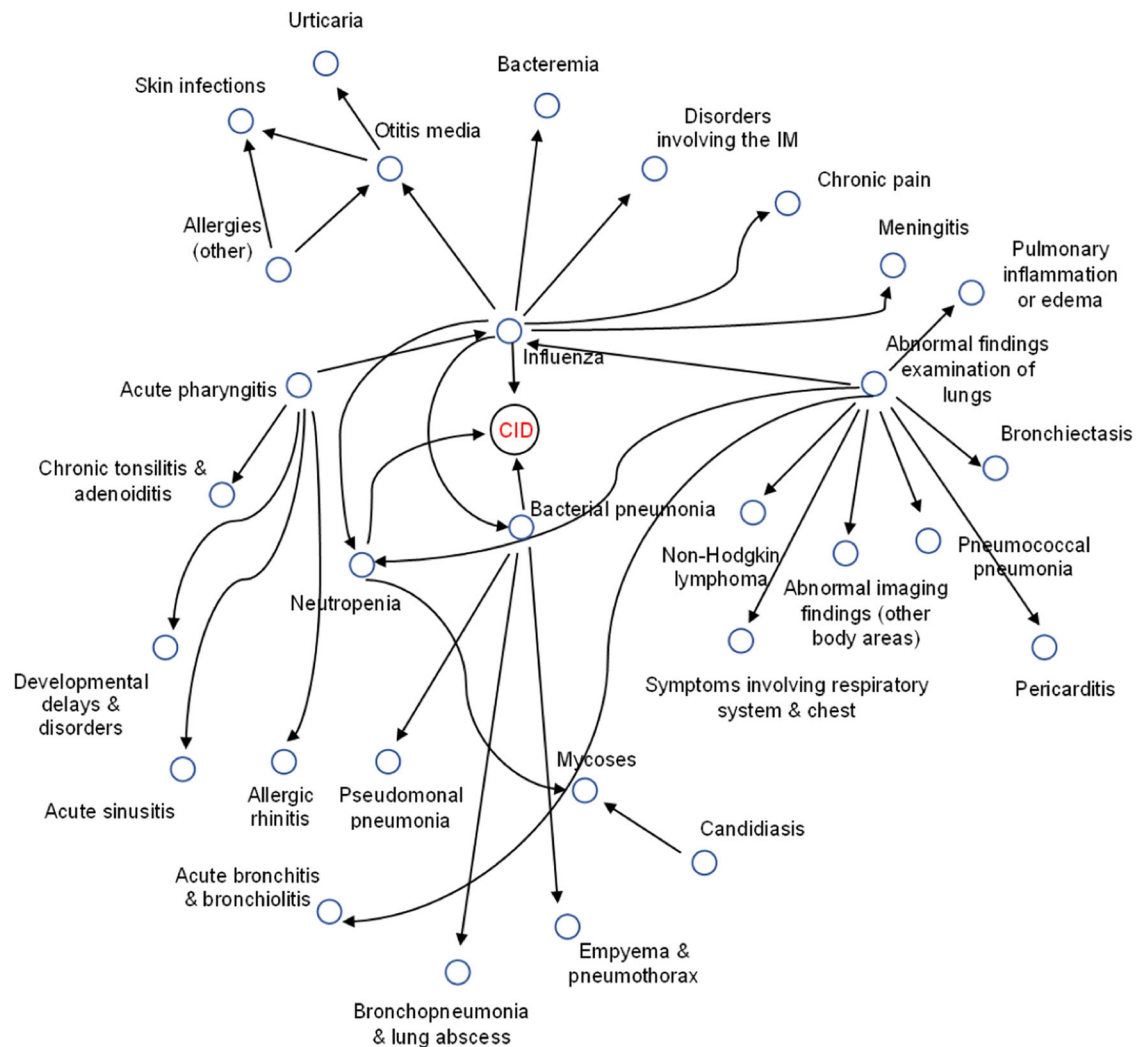 Urticaria
Skin infections
Bacteremia
Otitis media
Disorders
involving the IM
Chronic pain
Allergies
(other)
Meningitis
Pulmonary
inflammation
or edema
Influenza
Abnormal findings
examination of
lungs
Acute pharyngitis
CID
Bronchiectasis
Chronic tonsilitis &
adenoiditis
Bacterial pneumonia
Non-Hodgkin
lymphoma
Pneumococcal
pneumonia
Abnormal imaging
findings (other
body areas)
Neutropenia
Developmental
delays &
disorders
Symptoms involving respiratory
system & chest
Pericarditis
Mycoses
Acute sinusitis
Allergic
rhinitis
Pseudomonal
pneumonia
Candidiasis
Acute bronchitis
& bronchiolitis
Empyema &
pneumothorax
Bronchopneumonia
& lung abscess